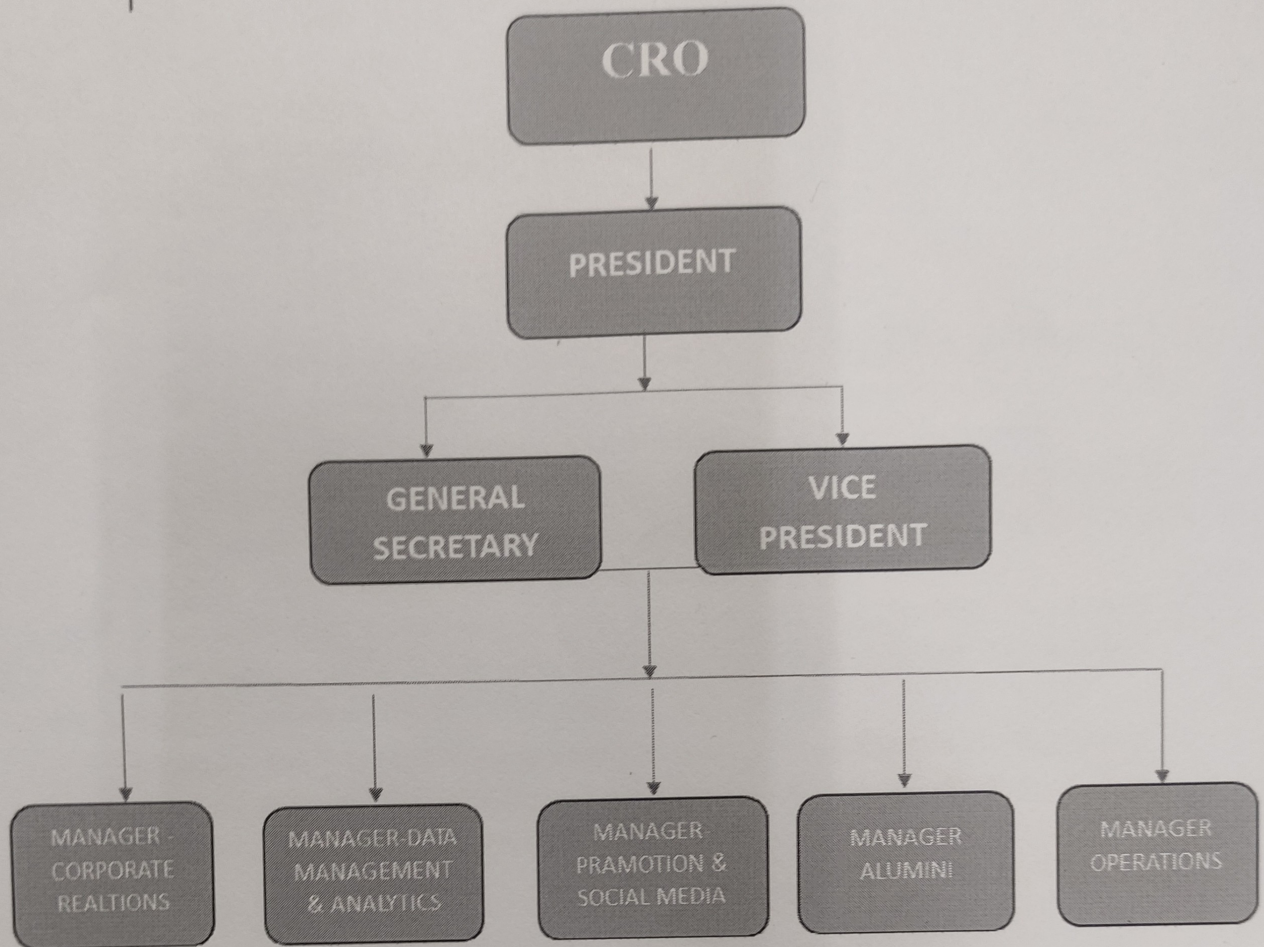 CRO
PRESIDENT
GENERAL
SECRETARY
VICE
PRESIDENT
MANAGER -
CORPORATE
REALTIONS
MANAGER-DATA
MANAGEMENT
& ANALYTICS
MANAGER
PRAMOTION &
SOCIAL MEDIA
MANAGER
ALUMINI
MANAGER
OPERATIONS